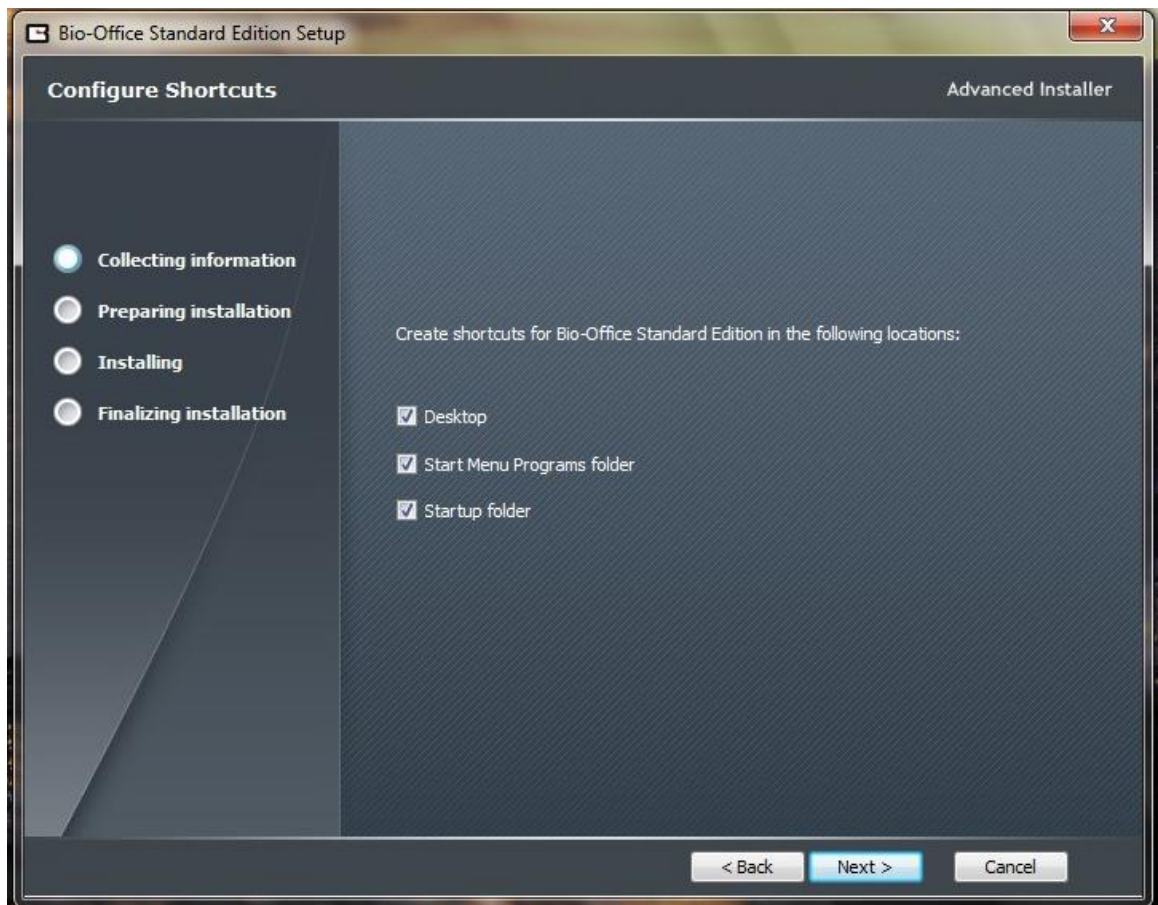 Bio-Office Standard Edition Setup
Configure Shortcuts
Advanced Installer
Collecting information
Preparing installation
Installing
Finalizing installation
Create shortcuts for Bio-Office Standard Edition in the following locations:
Desktop
Start Menu Programs folder
Startup folder
< Back
Next >
Cancel